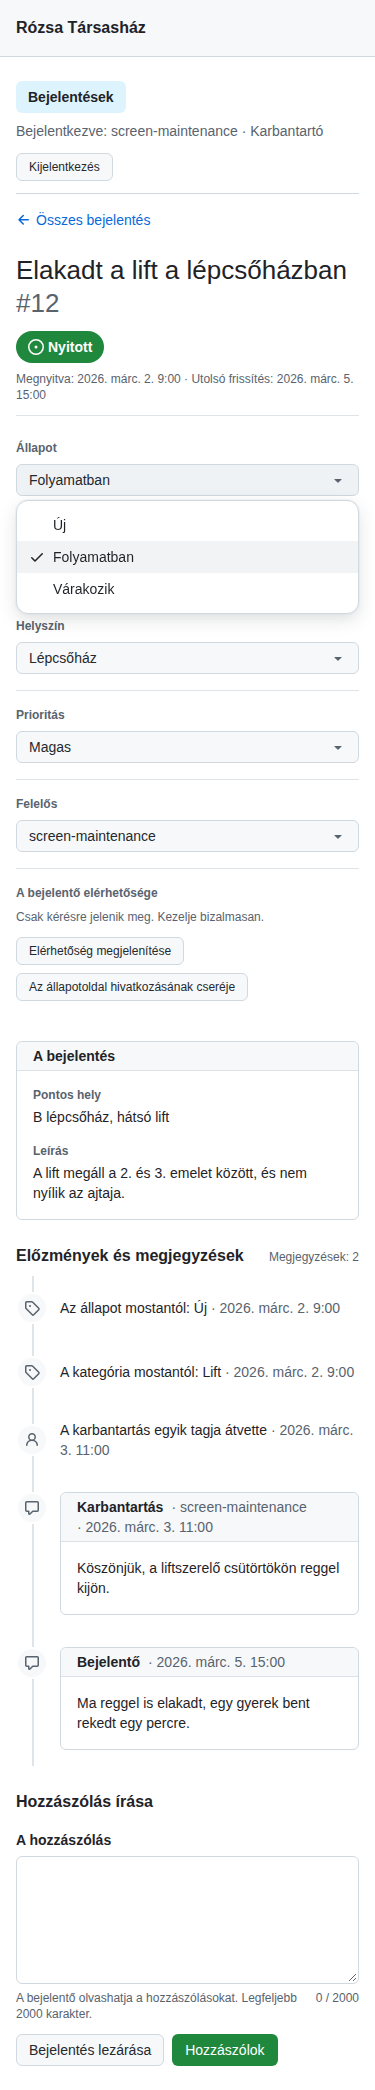 Rózsa Társasház
Bejelentések
Bejelentkezve: screen-maintenance · Karbantartó
Kijelentkezés
Összes bejelentés
Elakadt a lift a lépcsőházban
#12
Nyitott
Megnyitva: 2026. márc. 2. 9:00 · Utolsó frissítés: 2026. márc. 5.
15:00
Állapot
Folyamatban
Új
Folyamatban
Várakozik
Helyszín
Lépcsőház
Prioritás
Magas
Felelős
screen-maintenance
A bejelentő elérhetősége
Csak kérésre jelenik meg. Kezelje bizalmasan.
Elérhetőség megjelenítése
Az állapotoldal hivatkozásának cseréje
A bejelentés
Pontos hely
B lépcsőház, hátsó lift
Leírás
A lift megáll a 2. és 3. emelet között, és nem
nyílik az ajtaja.
Előzmények és megjegyzések
Megjegyzések: 2
Az állapot mostantól: Új · 2026. márc. 2. 9:00
A kategória mostantól: Lift · 2026. márc. 2. 9:00
A karbantartás egyik tagja átvette · 2026. márc.
3. 11:00
Karbantartás · screen-maintenance
· 2026. márc. 3. 11:00
Köszönjük, a liftszerelő csütörtökön reggel
kijön.
Bejelentő · 2026. márc. 5. 15:00
Ma reggel is elakadt, egy gyerek bent
rekedt egy percre.
Hozzászólás írása
A hozzászólás
A bejelentő olvashatja a hozzászólásokat. Legfeljebb
2000 karakter.
0 / 2000
Bejelentés lezárása
Hozzászólok